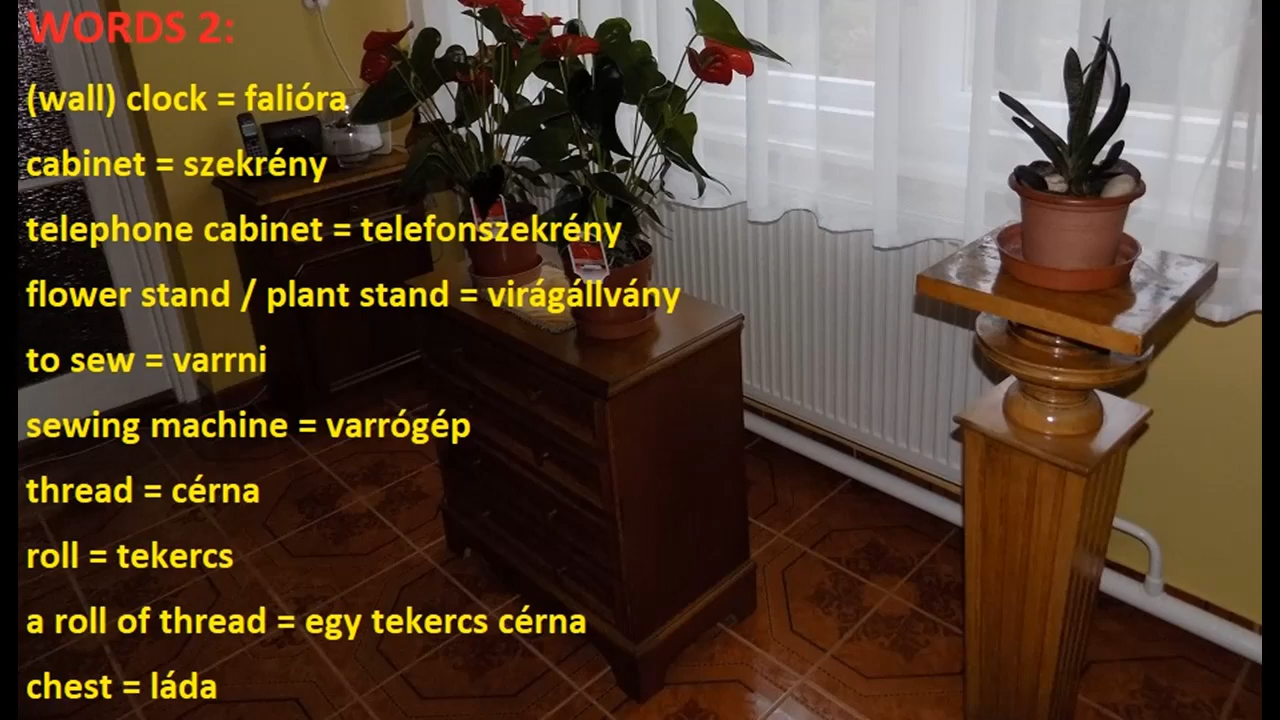 WORDS 2:
(wall) clock = falióra
cabinet = szekrény
telephone cabinet = telefonszekrény
flower stand / plant stand = virágállvány
to sew = varrni
sewing machine = varrógép
thread = cérna
roll = tekercs
a roll of thread = egy tekercs cérna
chest = láda